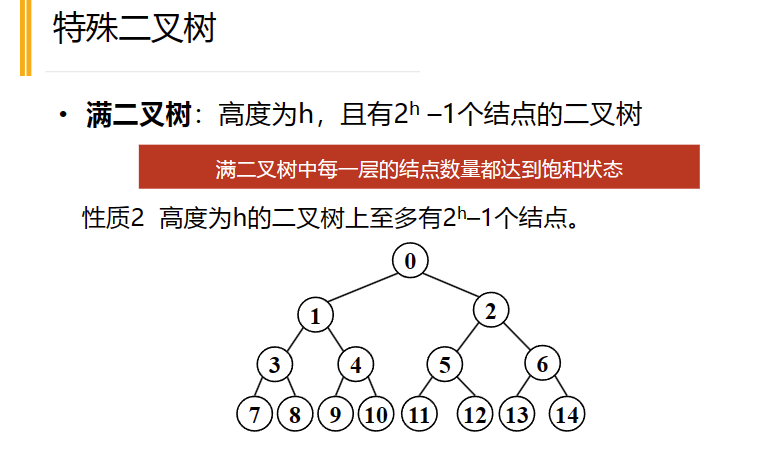 特殊二叉树
• 满二叉树：高度为h，且有2ʰ –1个结点的二叉树
满二叉树中每一层的结点数量都达到饱和状态
性质2 高度为h的二叉树上至多有2ʰ–1个结点。
0
1 2
3 4 5 6
7 8 9 10 11 12 13 14